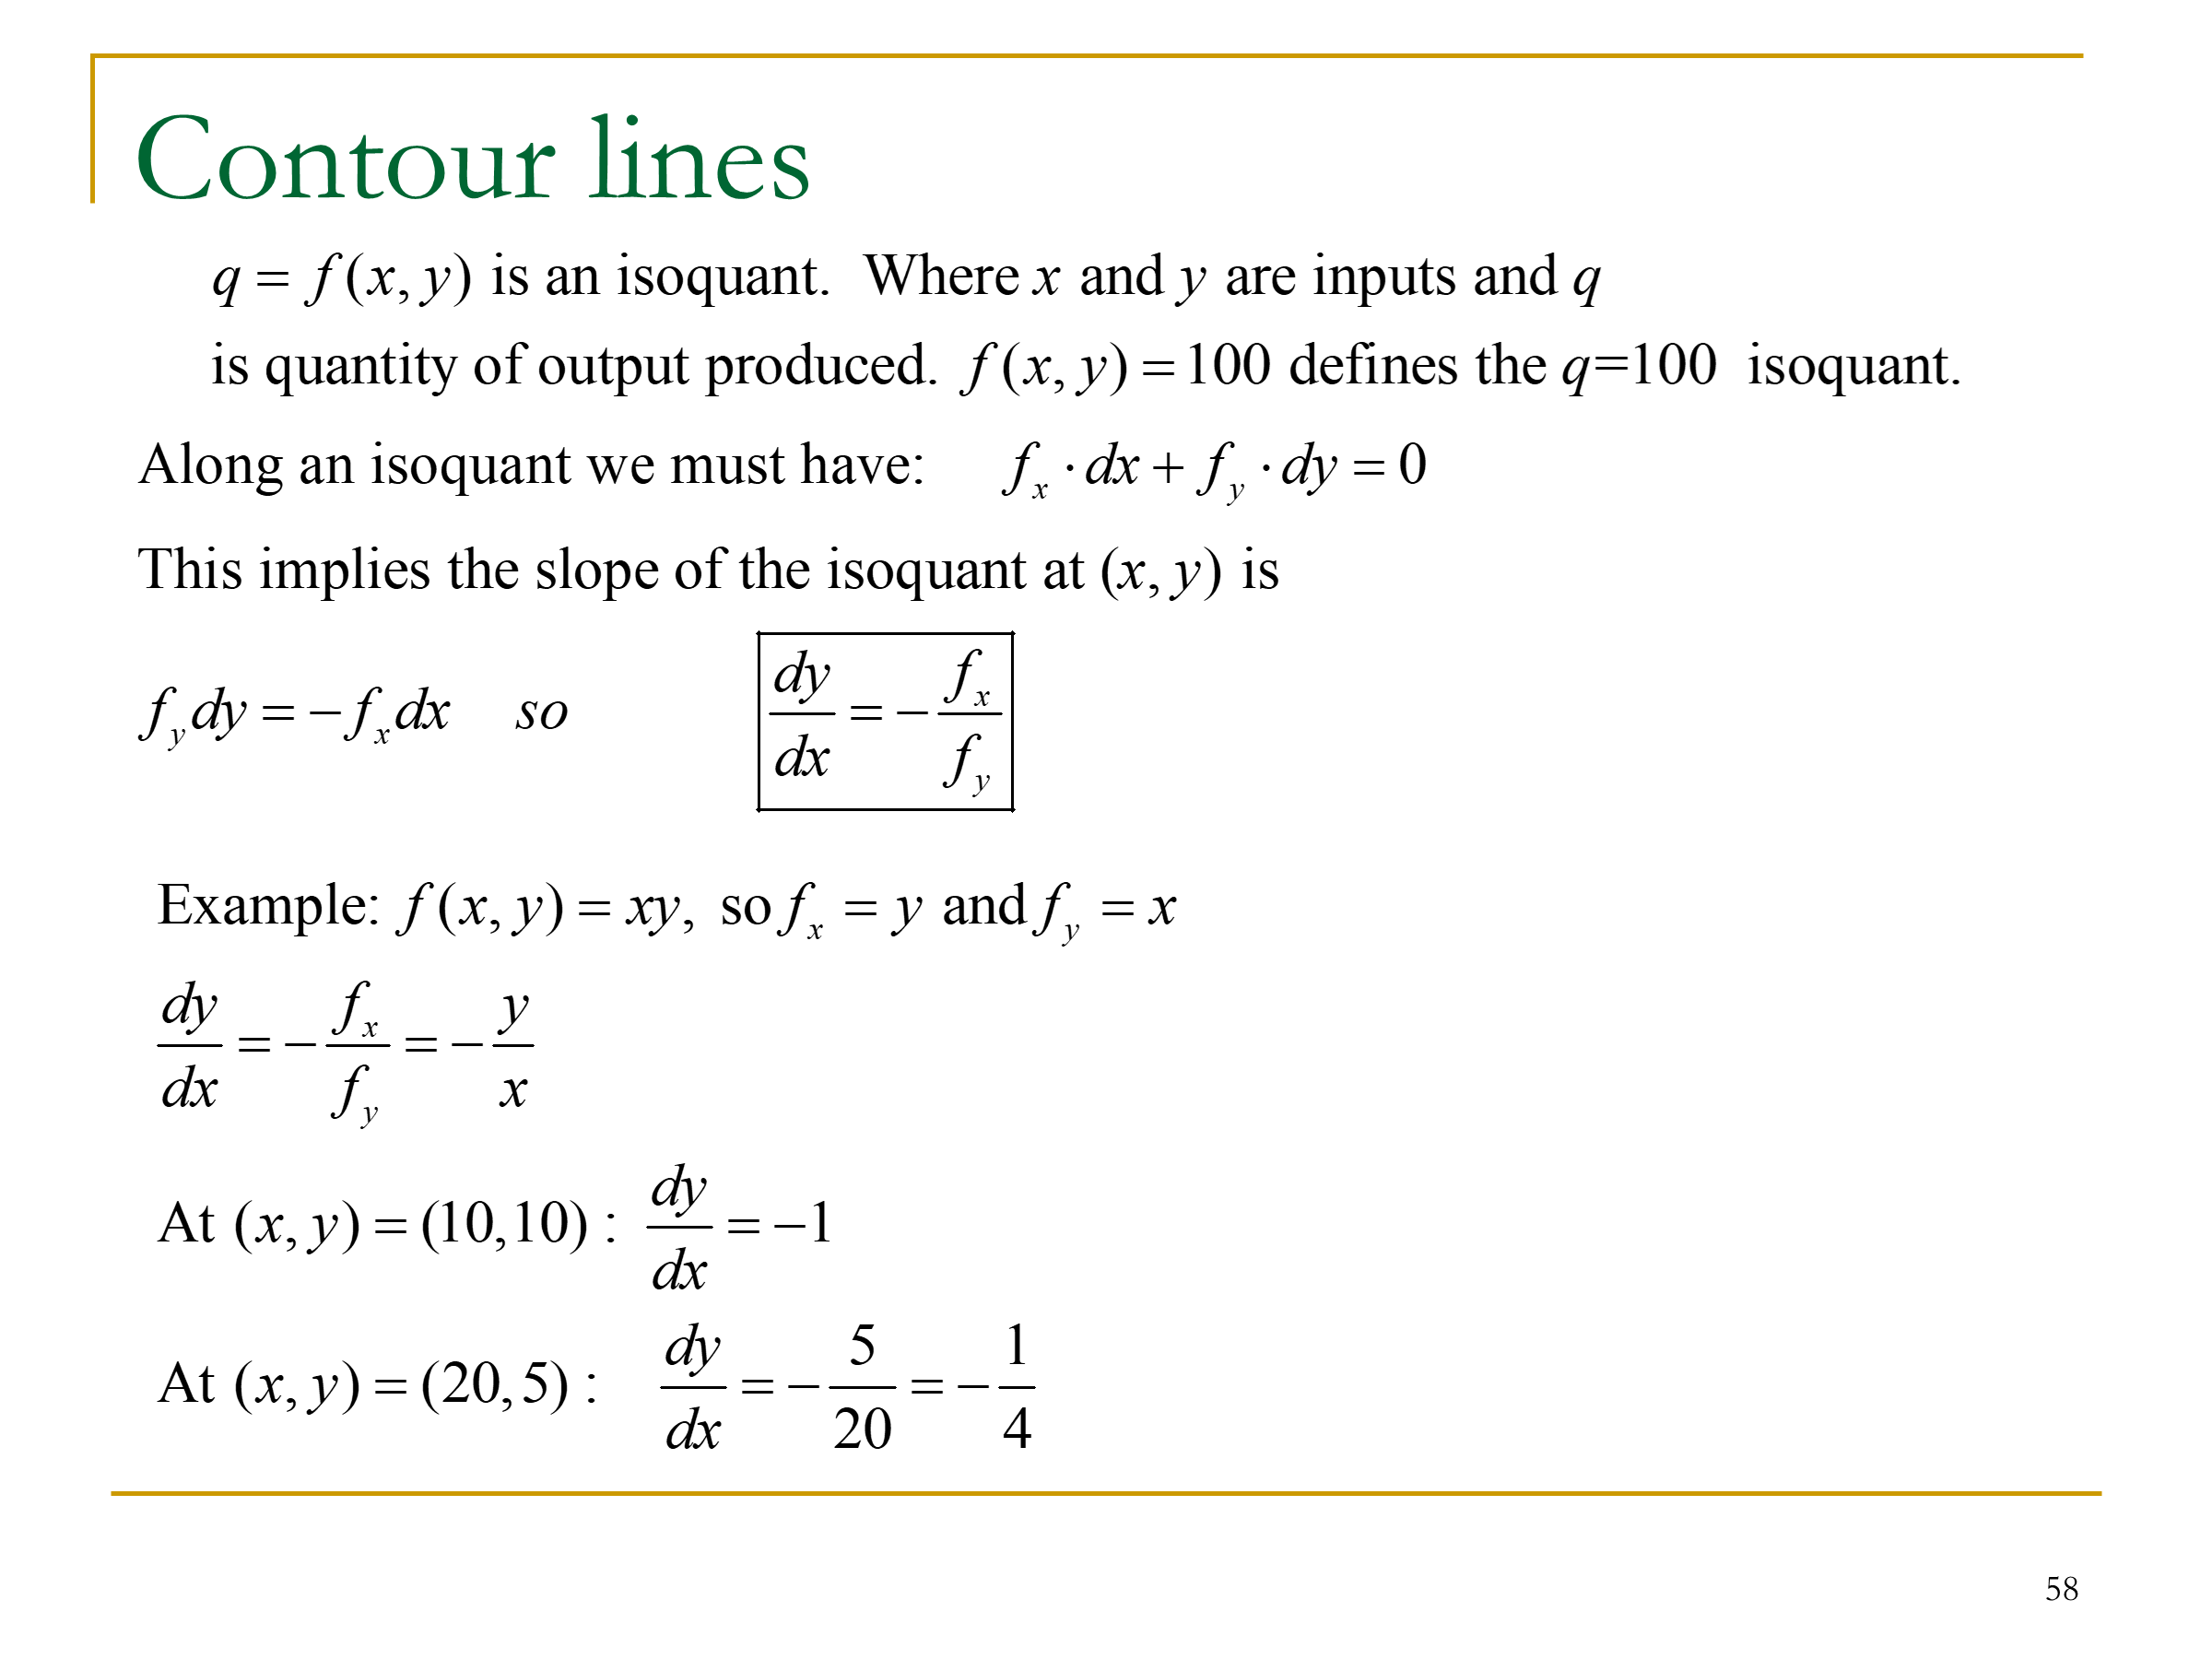 Contour lines
q = f(x, y) is an isoquant.  Where x and y are inputs and q
is quantity of output produced. f(x, y) = 100 defines the q=100  isoquant.
Along an isoquant we must have: f_x · dx + f_y · dy = 0
This implies the slope of the isoquant at (x, y) is
f_y dy = −f_x dx   so   dy/dx = − f_x/f_y
Example: f(x, y) = xy, so f_x = y and f_y = x
dy/dx = − f_x/f_y = − y/x
At (x, y) = (10,10) : dy/dx = −1
At (x, y) = (20, 5) : dy/dx = − 5/20 = − 1/4
58